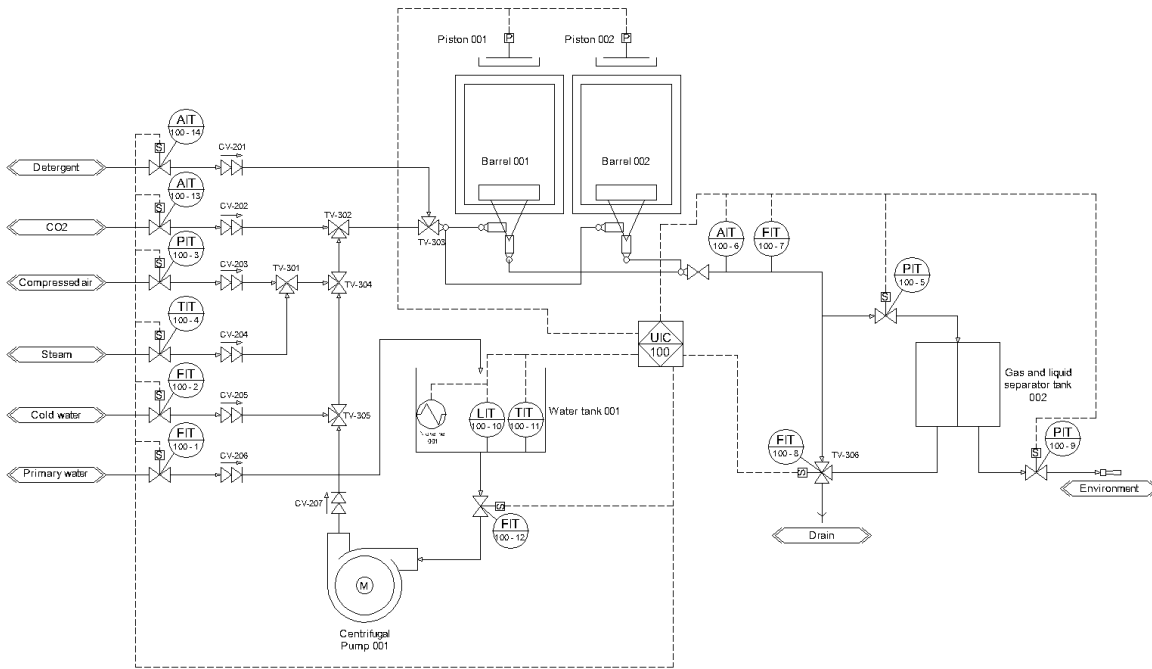 Piston 001
P
Piston 002
P
AIT
100 - 14
S
CV-201
Detergent
Barrel 001
Barrel 002
AIT
100 - 13
S
CV-202
CO2
TV-302
TV-303
PIT
100 - 3
S
CV-203
Compressed air
TV-301
TV-304
AIT
100 - 6
FIT
100 - 7
PIT
100 - 5
S
TIT
100 - 4
S
CV-204
Steam
UIC
100
Gas and liquid
separator tank
002
FIT
100 - 2
S
CV-205
Cold water
TV-305
001
LIT
100 - 10
TIT
100 - 11
Water tank 001
FIT
100 - 1
S
CV-206
Primary water
FIT
100 - 8
S
TV-306
PIT
100 - 9
S
Environment
CV-207
S
FIT
100 - 12
Drain
M
Centrifugal
Pump 001